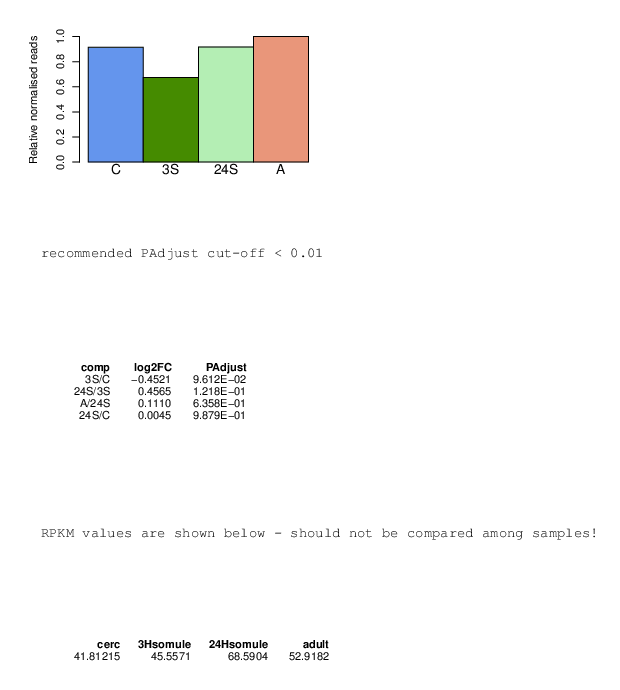 Relative normalised reads
1.0
0.8
0.6
0.4
0.2
0.0
C 3S 24S A
recommended PAdjust cut-off < 0.01
comp log2FC PAdjust
3S/C −0.4521 9.612E−02
24S/3S 0.4565 1.218E−01
A/24S 0.1110 6.358E−01
24S/C 0.0045 9.879E−01
RPKM values are shown below - should not be compared among samples!
cerc 3Hsomule 24Hsomule adult
41.81215 45.5571 68.5904 52.9182